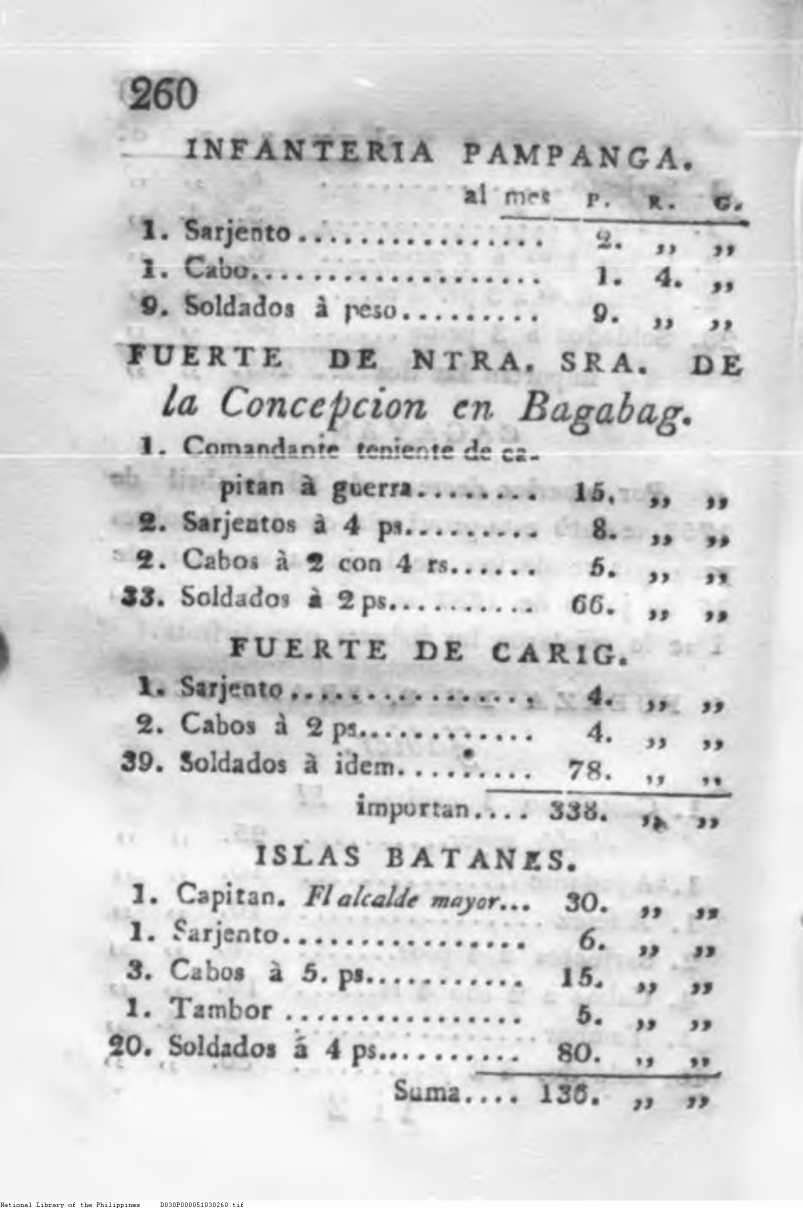 260
INFANTERIA PAMPANGA.
al mes P. R. G.
1. Sarjento................. 2. ,, ,,
1. Cabo.................... 1. 4. ,,
9. Soldados à peso......... 9. ,, ,,
FUERTE DE NTRA. SRA. DE
la Concepcion en Bagabag.
1. Comandante teniente de ca-
pitan à guerra........ 15. ,, ,,
2. Sarjentos à 4 ps......... 8. ,, ,,
2. Cabos à 2 con 4 rs...... 5. ,, ,,
33. Soldados à 2 ps.......... 66. ,, ,,
FUERTE DE CARIG.
1. Sarjento ................ 4. ,, ,,
2. Cabos à 2 ps............ 4. ,, ,,
39. Soldados à idem......... 78. ,, ,,
importan.... 338. ,, ,,
ISLAS BATANES.
1. Capitan. El alcalde mayor... 30. ,, ,,
1. Sarjento................ 6. ,, ,,
3. Cabos à 5. ps........... 15. ,, ,,
1. Tambor ................ 5. ,, ,,
20. Soldados á 4 ps.......... 80. ,, ,,
Suma.... 136. ,, ,,
National Library of the Philippines D030P000051030260.tif